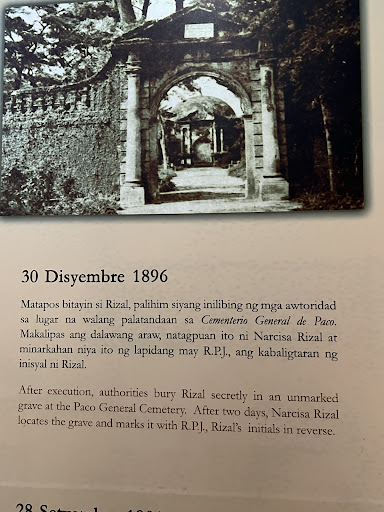 30 Disyembre 1896
Matapos bitayin si Rizal, palihim siyang inilibing ng mga awtoridad
sa lugar na walang palatandaan sa Cementerio General de Paco.
Makalipas ang dalawang araw, natagpuan ito ni Narcisa Rizal at
minarkahan niya ito ng lapidang may R.P.J., ang kabaligtaran ng
inisyal ni Rizal.
After execution, authorities bury Rizal secretly in an unmarked
grave at the Paco General Cemetery. After two days, Narcisa Rizal
locates the grave and marks it with R.P.J., Rizal's initials in reverse.
28